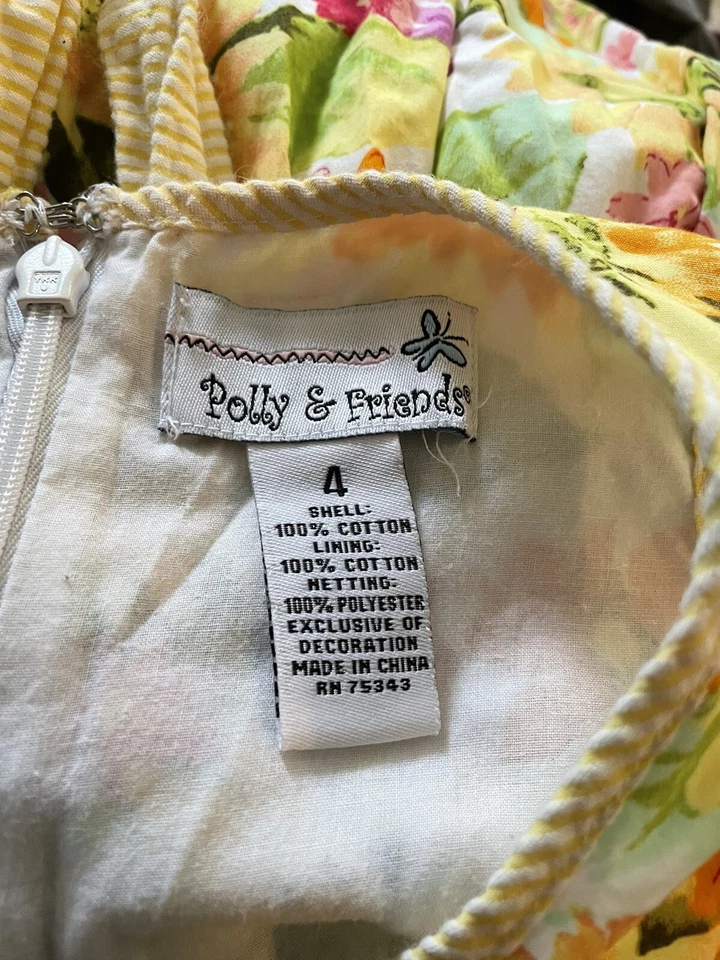 YKK
Polly & Friends®
4
SHELL:
100% COTTON
LINING:
100% COTTON
NETTING:
100% POLYESTER
EXCLUSIVE OF
DECORATION
MADE IN CHINA
RN 75343